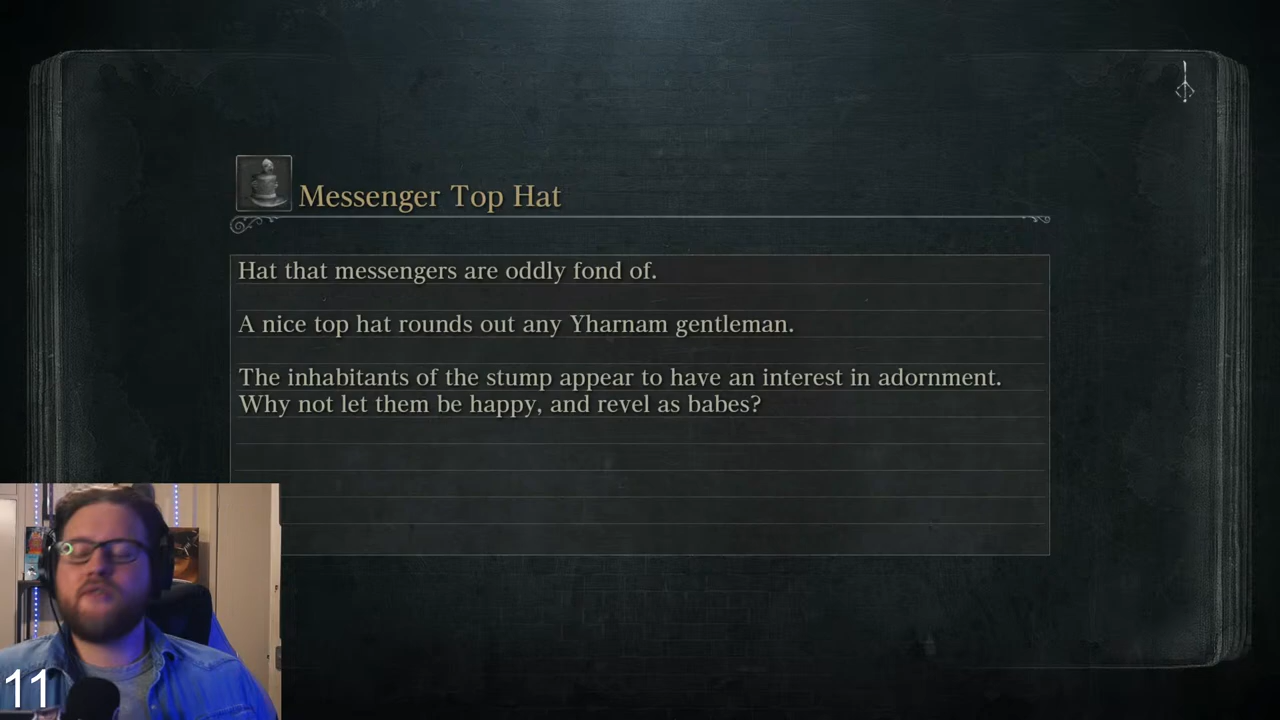 Messenger Top Hat
Hat that messengers are oddly fond of.
A nice top hat rounds out any Yharnam gentleman.
The inhabitants of the stump appear to have an interest in adornment.
Why not let them be happy, and revel as babes?
11